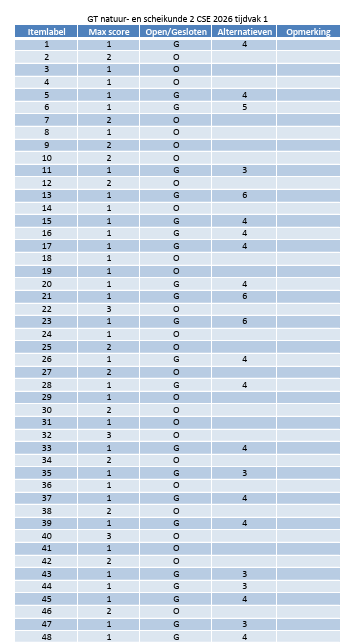 GT natuur- en scheikunde 2 CSE 2026 tijdvak 1
Itemlabel Max score Open/Gesloten Alternatieven Opmerking
1 1 G 4
2 2 O
3 1 O
4 1 O
5 1 G 4
6 1 G 5
7 2 O
8 1 O
9 2 O
10 2 O
11 1 G 3
12 2 O
13 1 G 6
14 1 O
15 1 G 4
16 1 G 4
17 1 G 4
18 1 O
19 1 O
20 1 G 4
21 1 G 6
22 3 O
23 1 G 6
24 1 O
25 2 O
26 1 G 4
27 2 O
28 1 G 4
29 1 O
30 2 O
31 1 O
32 3 O
33 1 G 4
34 2 O
35 1 G 3
36 1 O
37 1 G 4
38 2 O
39 1 G 4
40 3 O
41 1 O
42 2 O
43 1 G 3
44 1 G 3
45 1 G 4
46 2 O
47 1 G 3
48 1 G 4